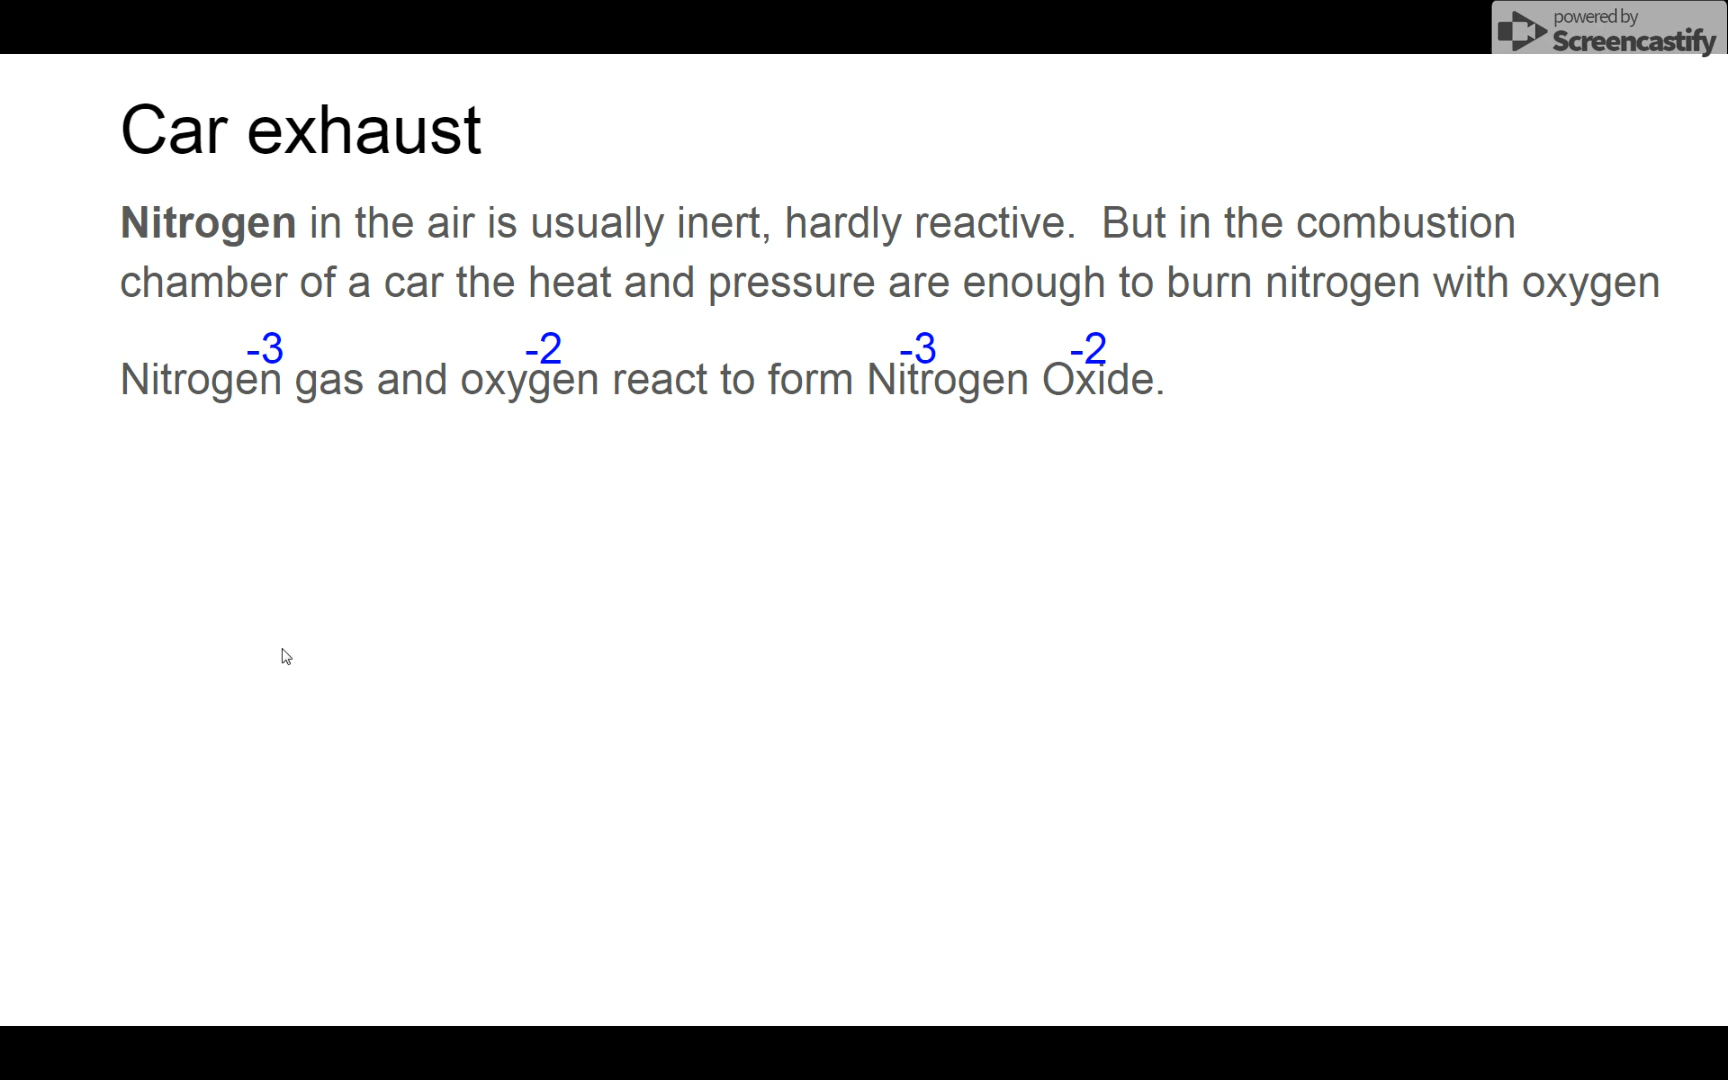 powered by
Screencastify
Car exhaust
Nitrogen in the air is usually inert, hardly reactive.  But in the combustion
chamber of a car the heat and pressure are enough to burn nitrogen with oxygen
-3 -2 -3 -2
Nitrogen gas and oxygen react to form Nitrogen Oxide.